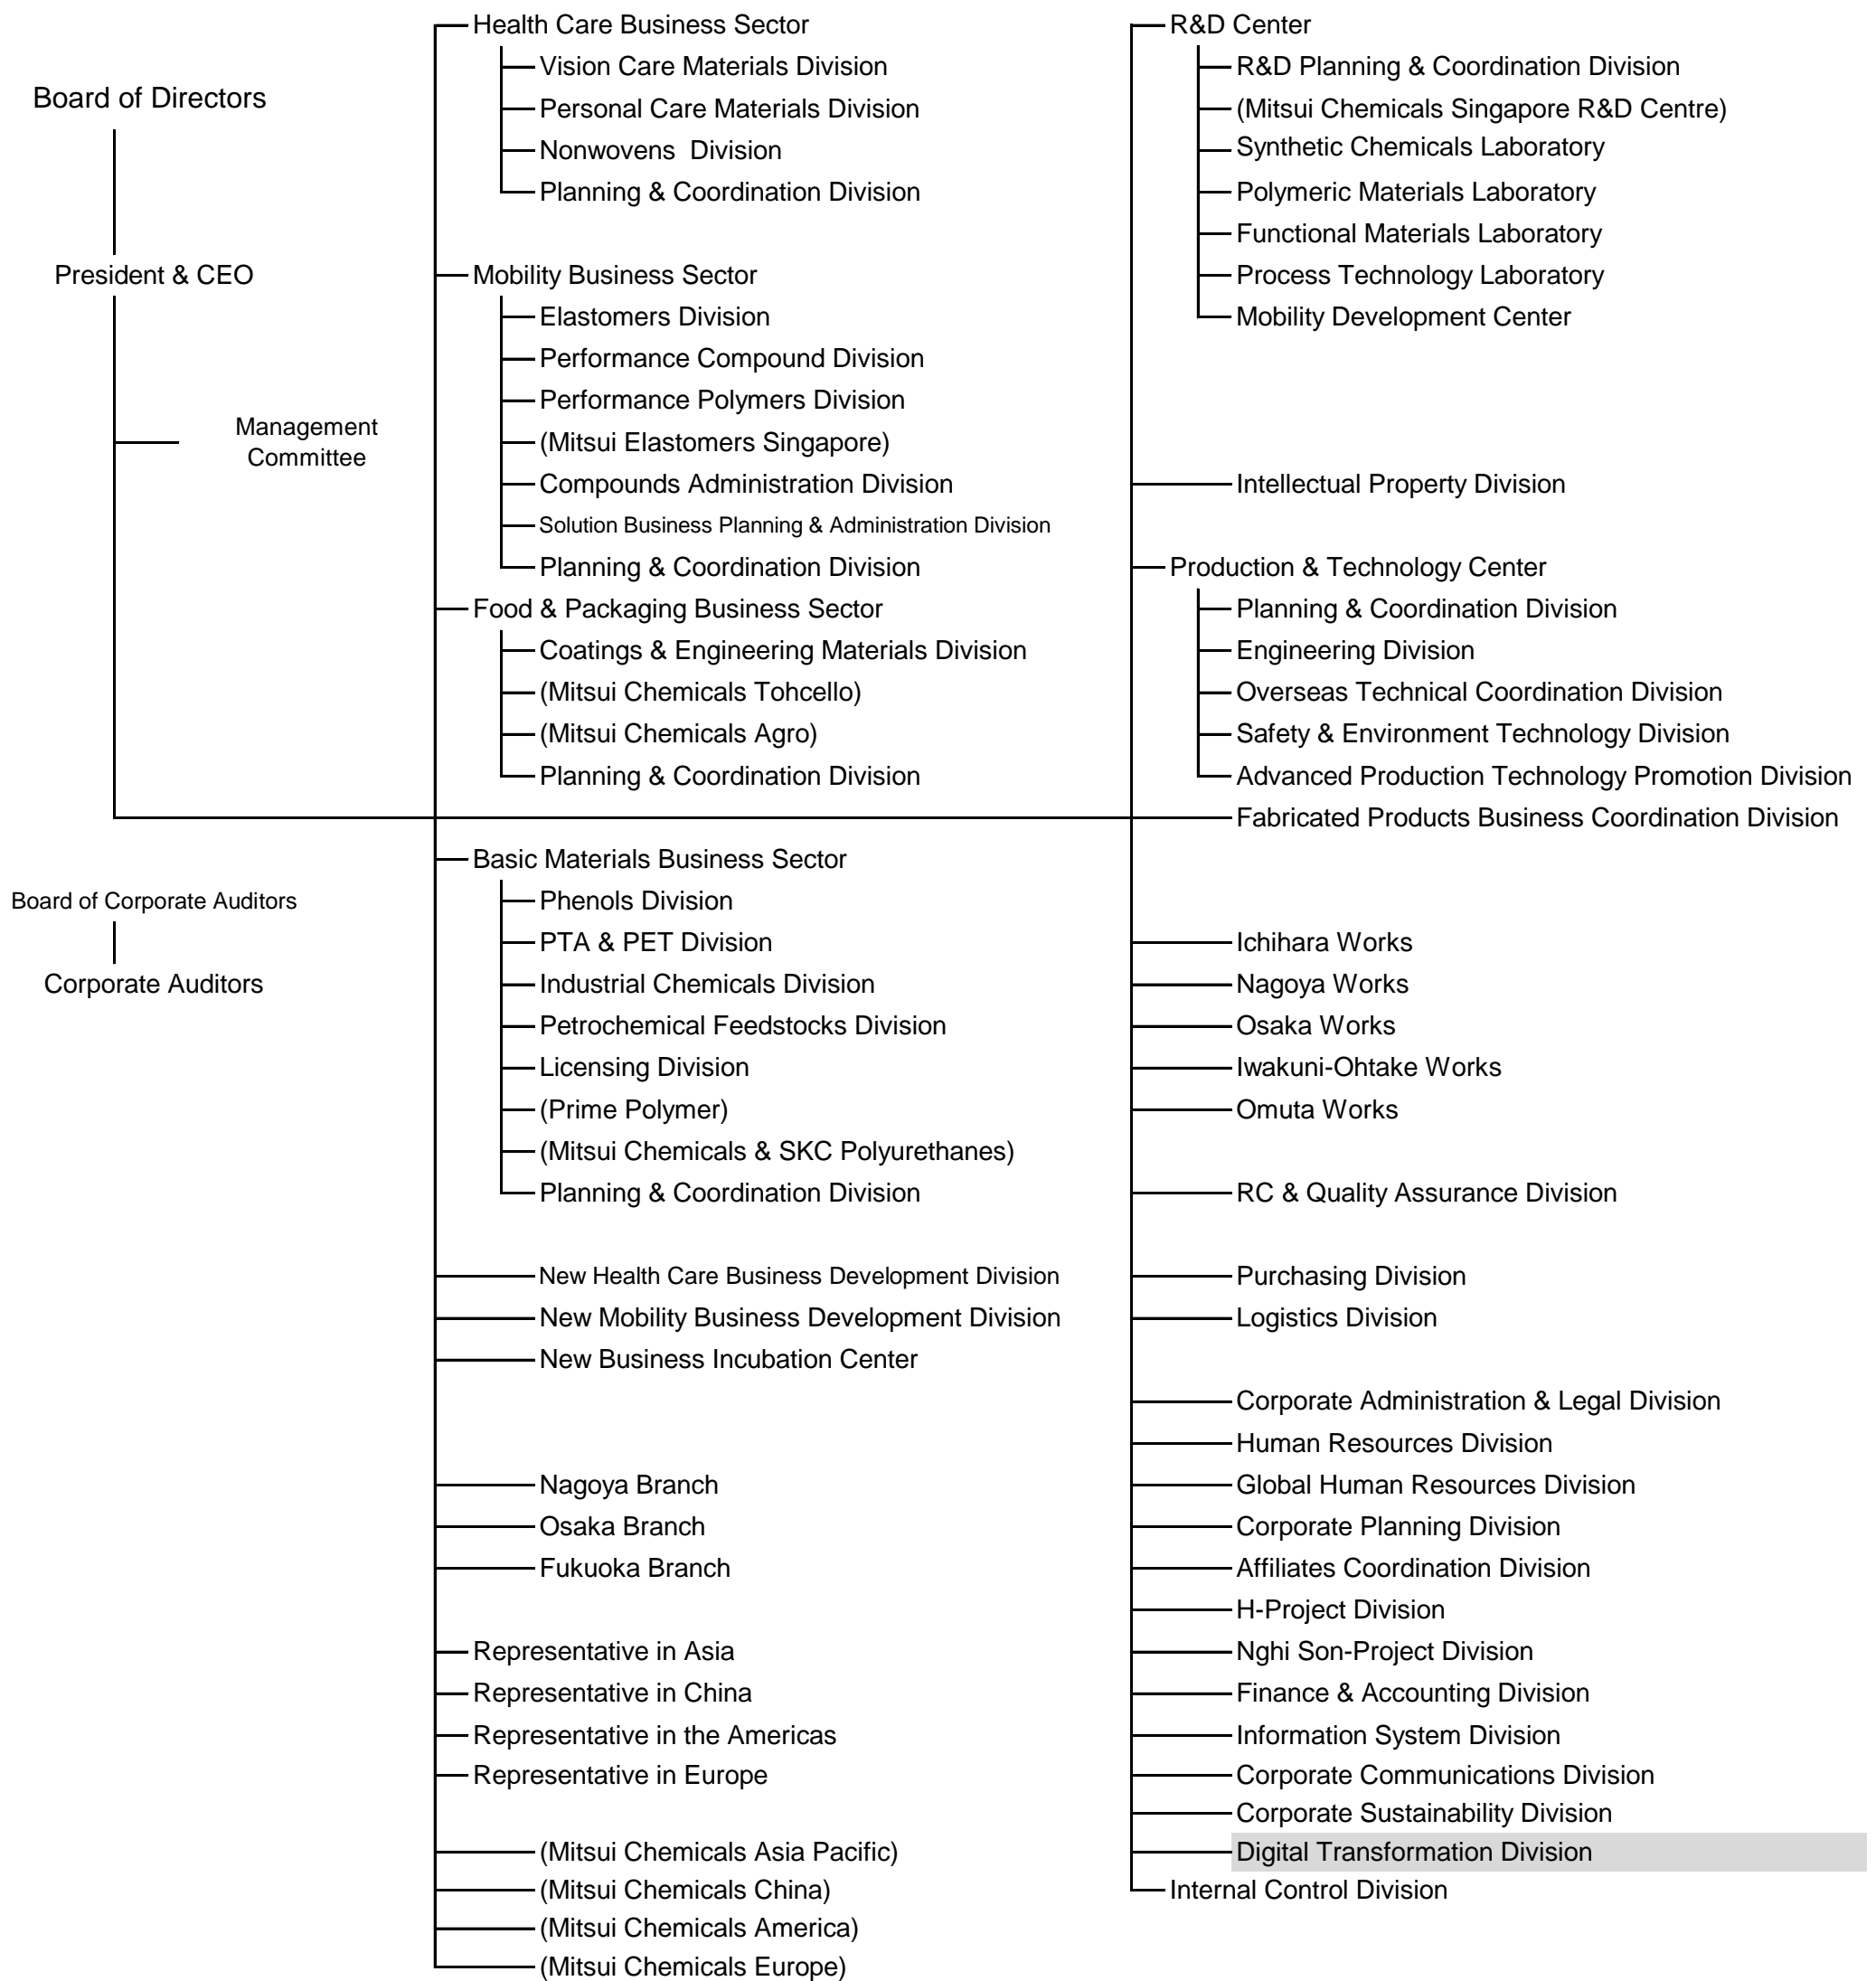 Board of Directors
President & CEO
Management
Committee
Board of Corporate Auditors
Corporate Auditors
Health Care Business Sector
Vision Care Materials Division
Personal Care Materials Division
Nonwovens  Division
Planning & Coordination Division
Mobility Business Sector
Elastomers Division
Performance Compound Division
Performance Polymers Division
(Mitsui Elastomers Singapore)
Compounds Administration Division
Solution Business Planning & Administration Division
Planning & Coordination Division
Food & Packaging Business Sector
Coatings & Engineering Materials Division
(Mitsui Chemicals Tohcello)
(Mitsui Chemicals Agro)
Planning & Coordination Division
Basic Materials Business Sector
Phenols Division
PTA & PET Division
Industrial Chemicals Division
Petrochemical Feedstocks Division
Licensing Division
(Prime Polymer)
(Mitsui Chemicals & SKC Polyurethanes)
Planning & Coordination Division
New Health Care Business Development Division
New Mobility Business Development Division
New Business Incubation Center
Nagoya Branch
Osaka Branch
Fukuoka Branch
Representative in Asia
Representative in China
Representative in the Americas
Representative in Europe
(Mitsui Chemicals Asia Pacific)
(Mitsui Chemicals China)
(Mitsui Chemicals America)
(Mitsui Chemicals Europe)
R&D Center
R&D Planning & Coordination Division
(Mitsui Chemicals Singapore R&D Centre)
Synthetic Chemicals Laboratory
Polymeric Materials Laboratory
Functional Materials Laboratory
Process Technology Laboratory
Mobility Development Center
Intellectual Property Division
Production & Technology Center
Planning & Coordination Division
Engineering Division
Overseas Technical Coordination Division
Safety & Environment Technology Division
Advanced Production Technology Promotion Division
Fabricated Products Business Coordination Division
Ichihara Works
Nagoya Works
Osaka Works
Iwakuni-Ohtake Works
Omuta Works
RC & Quality Assurance Division
Purchasing Division
Logistics Division
Corporate Administration & Legal Division
Human Resources Division
Global Human Resources Division
Corporate Planning Division
Affiliates Coordination Division
H-Project Division
Nghi Son-Project Division
Finance & Accounting Division
Information System Division
Corporate Communications Division
Corporate Sustainability Division
Digital Transformation Division
Internal Control Division